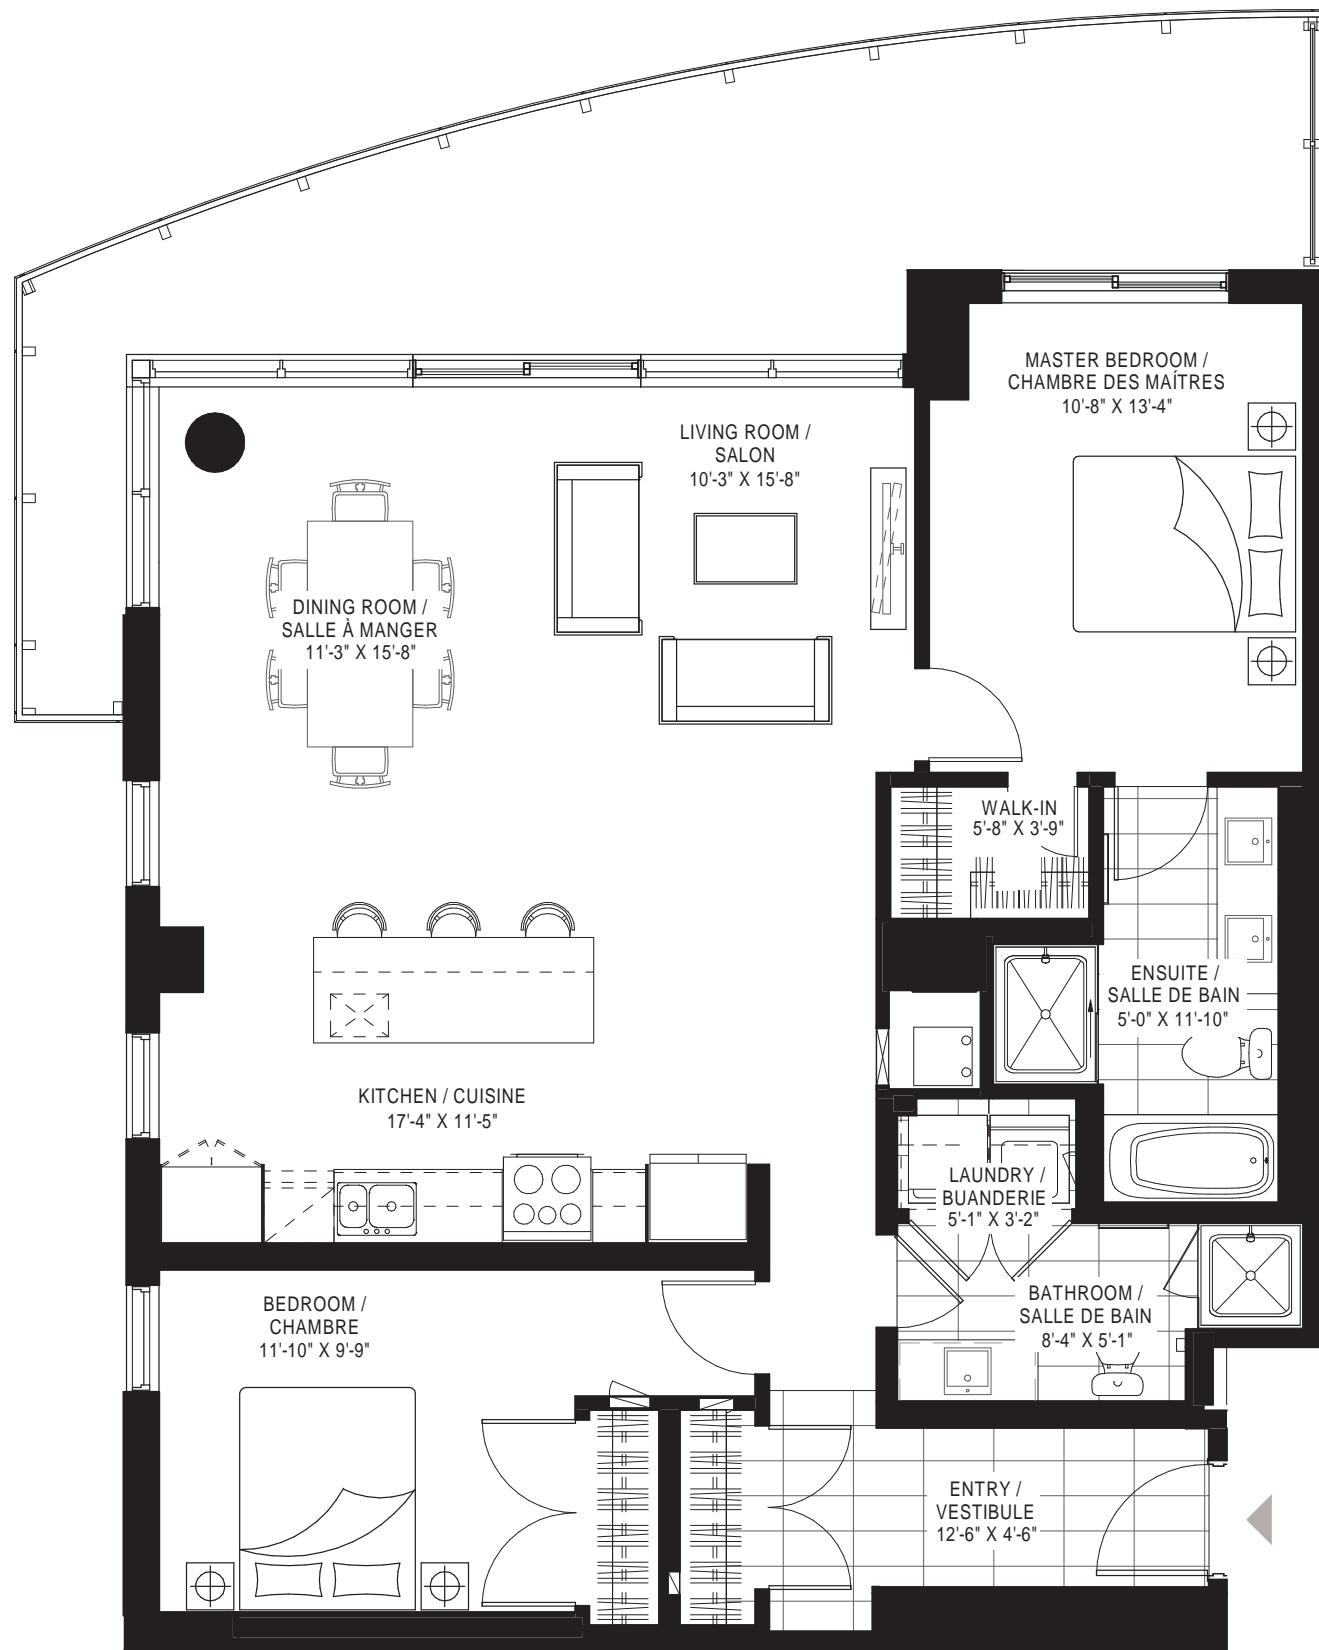 MASTER BEDROOM /
CHAMBRE DES MAÍTRES
10'-8" X 13'-4"
LIVING ROOM /
SALON
10'-3" X 15'-8"
DINING ROOM /
SALLE À MANGER
11'-3" X 15'-8"
WALK-IN
5'-8" X 3'-9"
ENSUITE /
SALLE DE BAIN
5'-0" X 11'-10"
KITCHEN / CUISINE
17'-4" X 11'-5"
LAUNDRY /
BUANDERIE
5'-1" X 3'-2"
BATHROOM /
SALLE DE BAIN
8'-4" X 5'-1"
BEDROOM /
CHAMBRE
11'-10" X 9'-9"
ENTRY /
VESTIBULE
12'-6" X 4'-6"